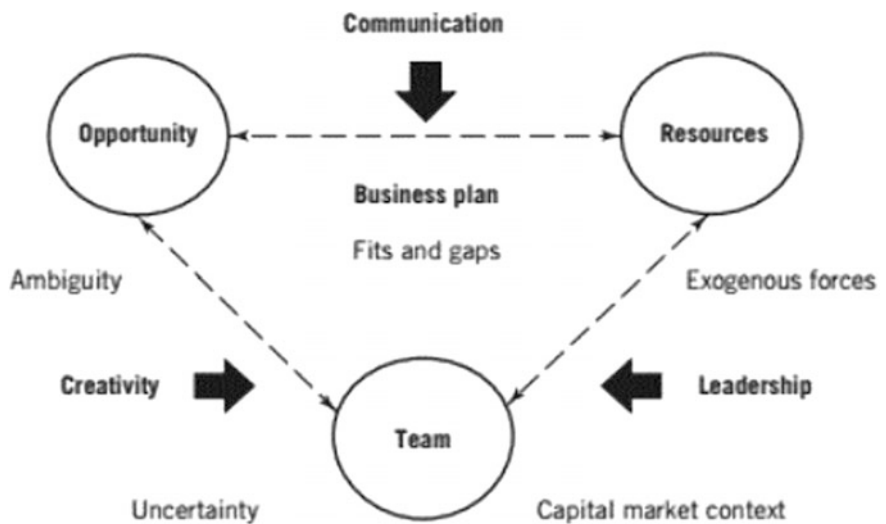 Communication
Opportunity
Resources
Business plan
Fits and gaps
Ambiguity
Exogenous forces
Creativity
Leadership
Team
Uncertainty
Capital market context